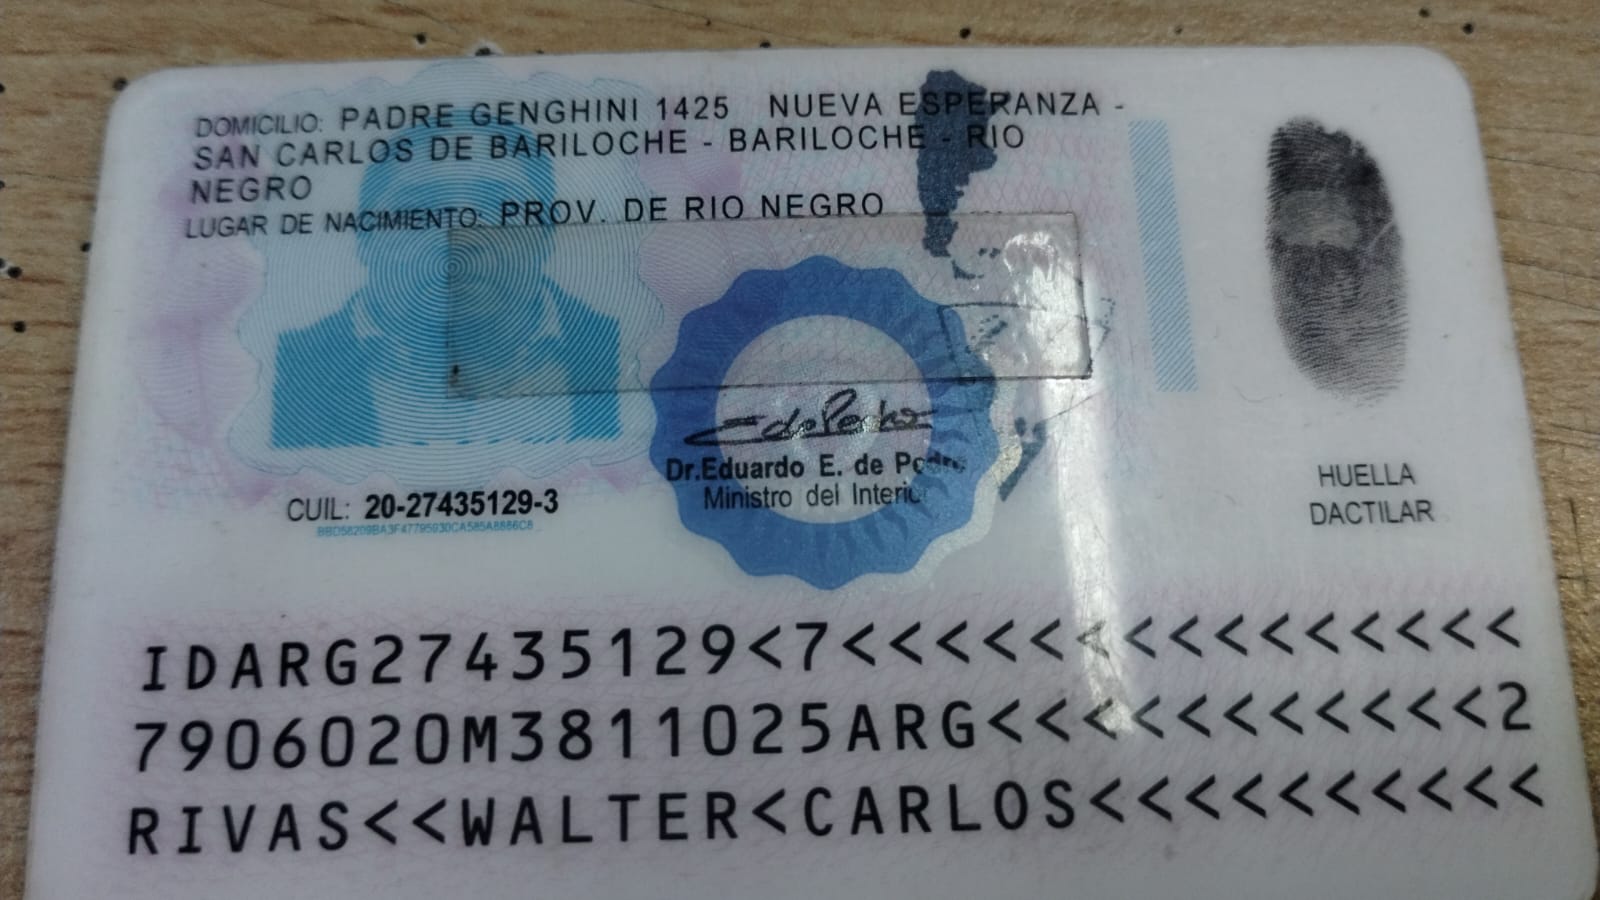 DOMICILIO: PADRE GENGHINI 1425 NUEVA ESPERANZA -
SAN CARLOS DE BARILOCHE - BARILOCHE - RIO
NEGRO
LUGAR DE NACIMIENTO: PROV. DE RIO NEGRO
Dr.Eduardo E. de Pedro
Ministro del Interior
CUIL: 20-27435129-3
HUELLA
DACTILAR
IDARG27435129<7<<<<<<<<<<<<<<<
7906020M3811025ARG<<<<<<<<<<<2
RIVAS<<WALTER<CARLOS<<<<<<<<<<